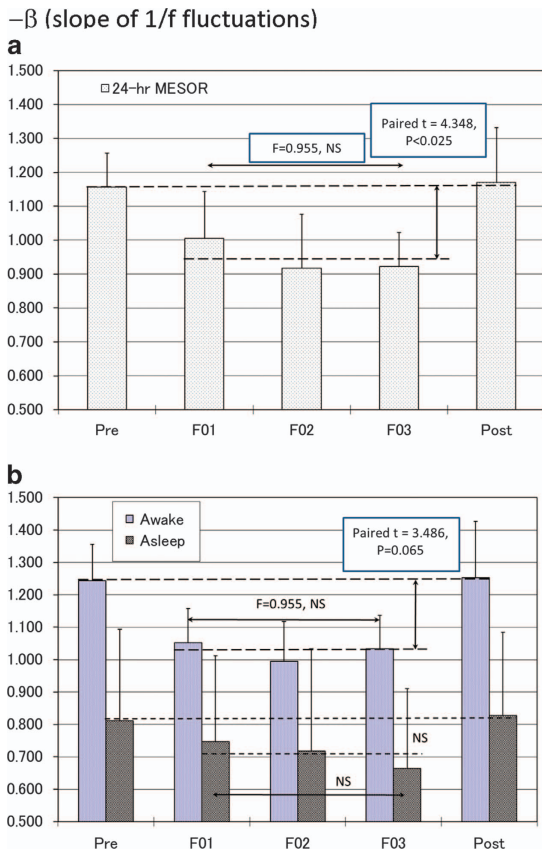 −β (slope of 1/f fluctuations)
a
1.500
1.400
1.300
1.200
1.100
1.000
0.900
0.800
0.700
0.600
0.500
24-hr MESOR
F=0.955, NS
Paired t = 4.348,
P<0.025
Pre F01 F02 F03 Post
b
1.500
1.400
1.300
1.200
1.100
1.000
0.900
0.800
0.700
0.600
0.500
Awake
Asleep
Paired t = 3.486,
P=0.065
F=0.955, NS
NS
NS
Pre F01 F02 F03 Post